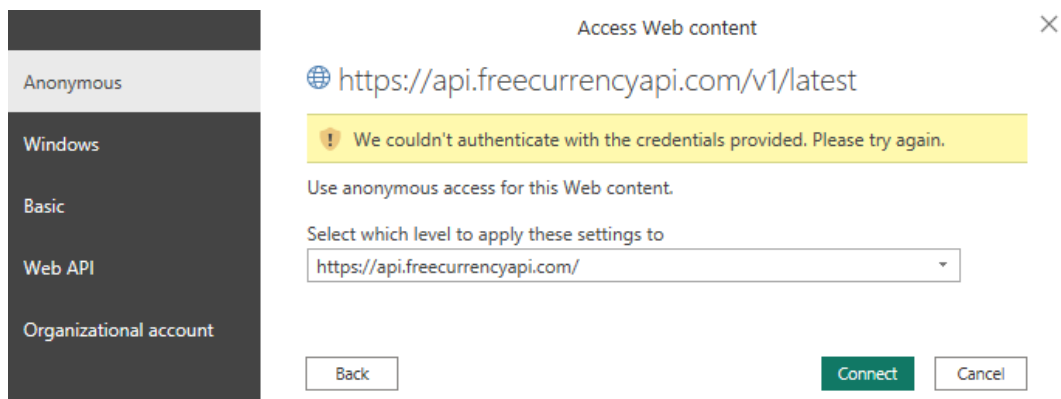 Access Web content
Anonymous
Windows
Basic
Web API
Organizational account
https://api.freecurrencyapi.com/v1/latest
We couldn't authenticate with the credentials provided. Please try again.
Use anonymous access for this Web content.
Select which level to apply these settings to
https://api.freecurrencyapi.com/
Back
Connect
Cancel